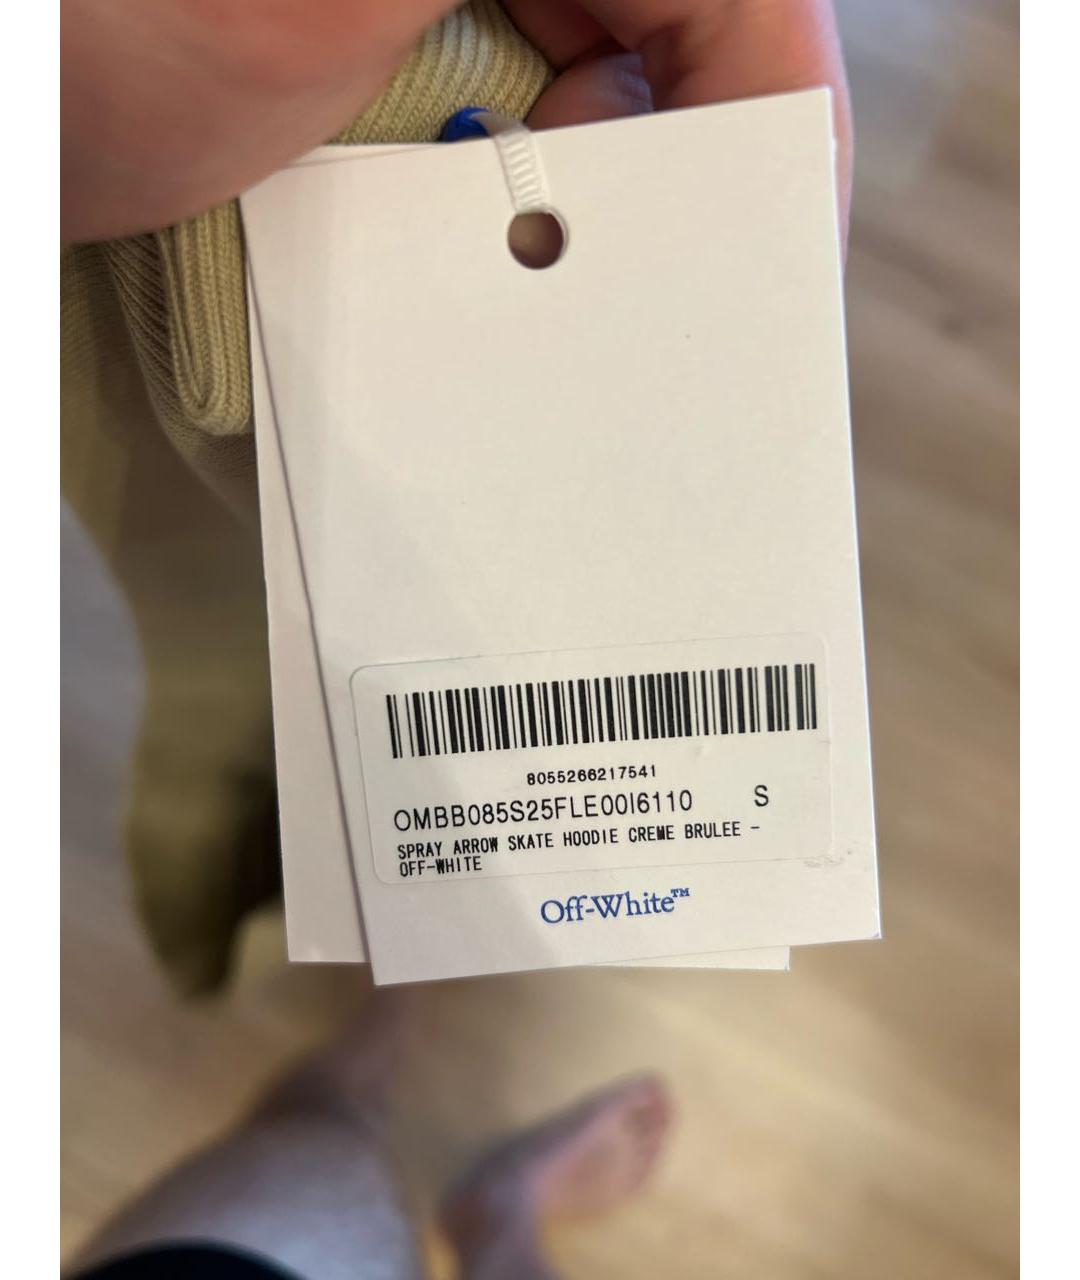 8055266217541
OMBB085S25FLE00I6110 S
SPRAY ARROW SKATE HOODIE CREME BRULEE -
OFF-WHITE
Off-White™